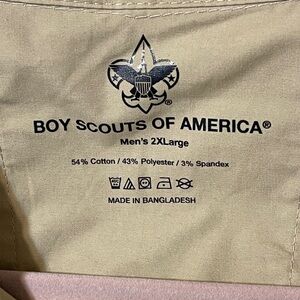 BOY SCOUTS OF AMERICA®
Men's 2XLarge
54% Cotton / 43% Polyester / 3% Spandex
MADE IN BANGLADESH